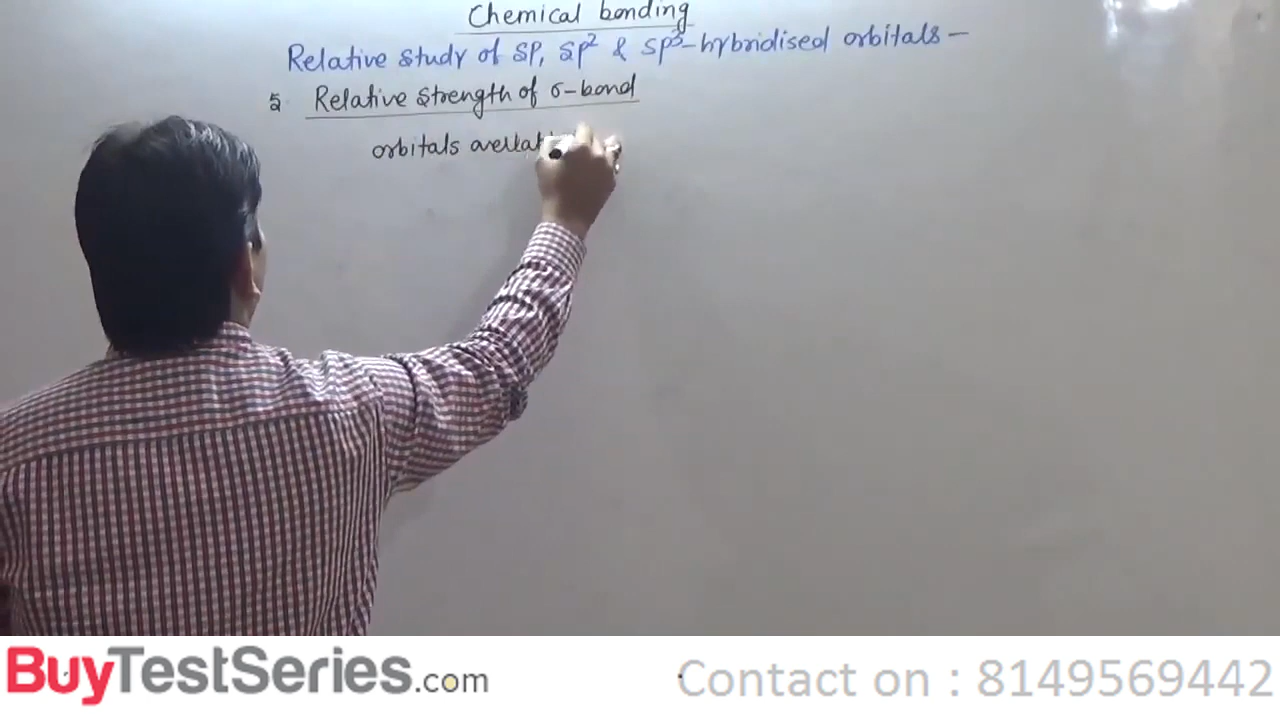 Chemical bonding
Relative study of sp, sp² & sp³-hybridised orbitals –
5. Relative strength of σ-bond
orbitals
BuyTestSeries.com
Contact on : 8149569442